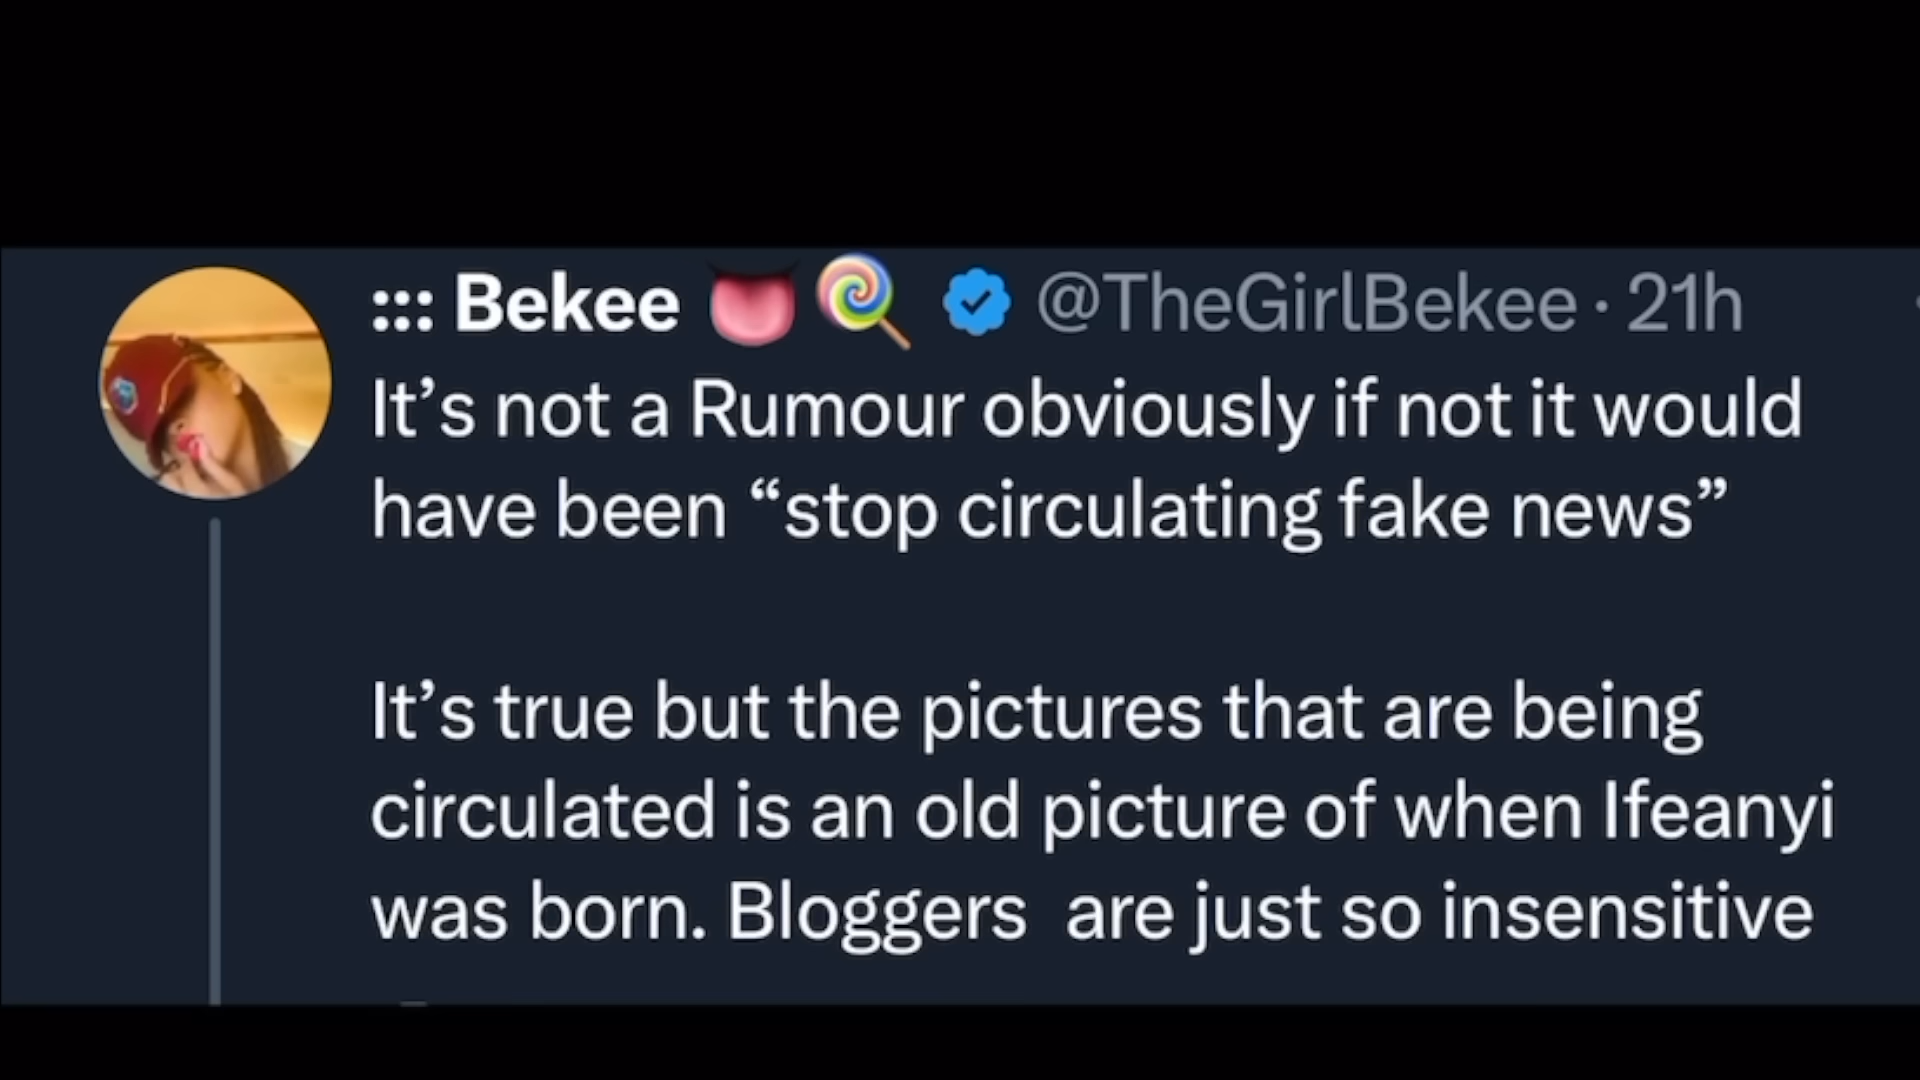 ::: Bekee 👅🍭 @TheGirlBekee · 21h
It’s not a Rumour obviously if not it would
have been “stop circulating fake news”
It’s true but the pictures that are being
circulated is an old picture of when Ifeanyi
was born. Bloggers  are just so insensitive